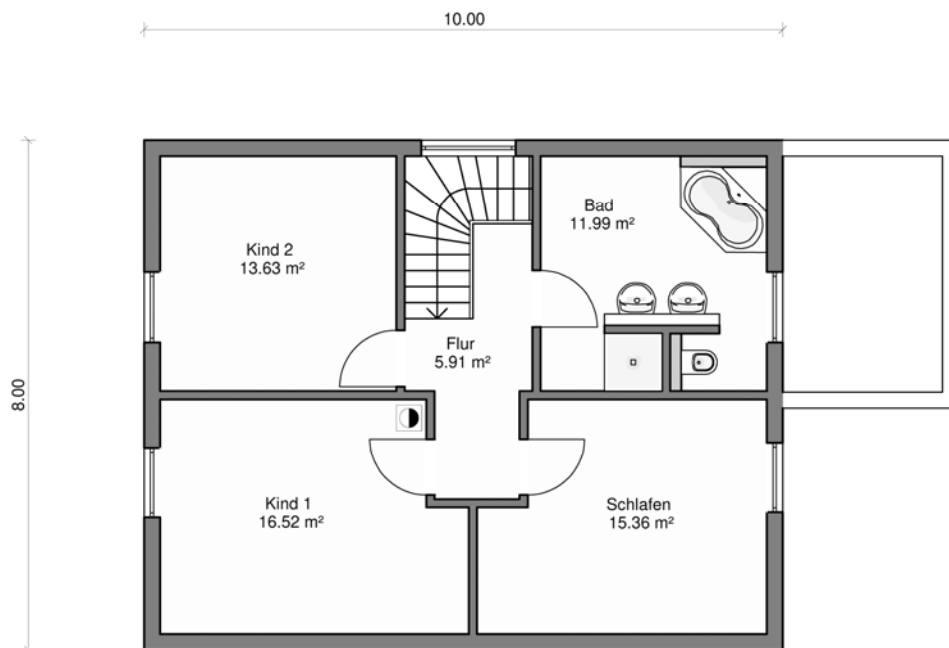 10.00
8.00
Kind 2
13.63 m²
Bad
11.99 m²
Flur
5.91 m²
Kind 1
16.52 m²
Schlafen
15.36 m²